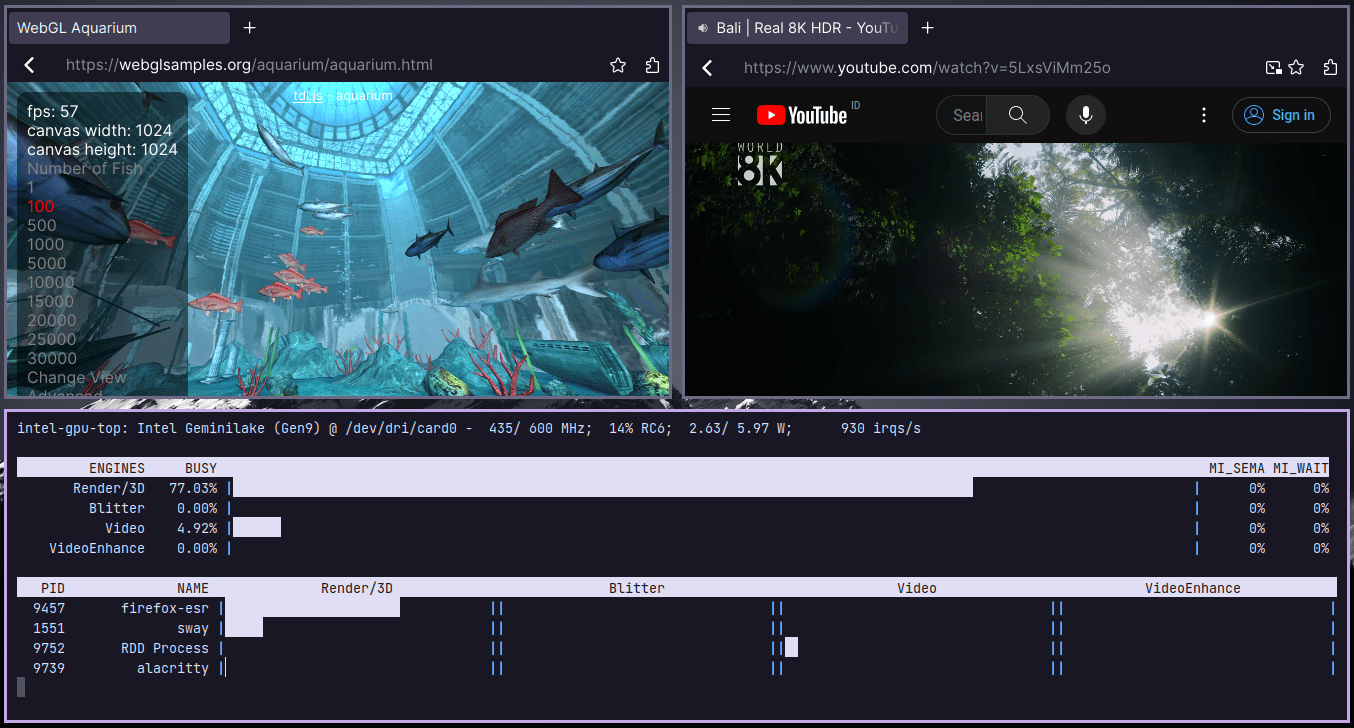 WebGL Aquarium +
https://webglsamples.org/aquarium/aquarium.html
tdl.js - aquarium
fps: 57
canvas width: 1024
canvas height: 1024
Number of Fish
1
100
500
1000
5000
10000
15000
20000
25000
30000
Change View
Advanced
Bali | Real 8K HDR - YouTu +
https://www.youtube.com/watch?v=5LxsViMm25o
YouTube ID Sear Sign in
WORLD
8K
intel-gpu-top: Intel Geminilake (Gen9) @ /dev/dri/card0 - 435/ 600 MHz; 14% RC6; 2.63/ 5.97 W; 930 irqs/s
ENGINES BUSY MI_SEMA MI_WAIT
Render/3D 77.03% | | 0% 0%
Blitter 0.00% | | 0% 0%
Video 4.92% | | 0% 0%
VideoEnhance 0.00% | | 0% 0%
PID NAME Render/3D Blitter Video VideoEnhance
9457 firefox-esr | || || || |
1551 sway | || || || |
9752 RDD Process | || || || |
9739 alacritty | || || || |